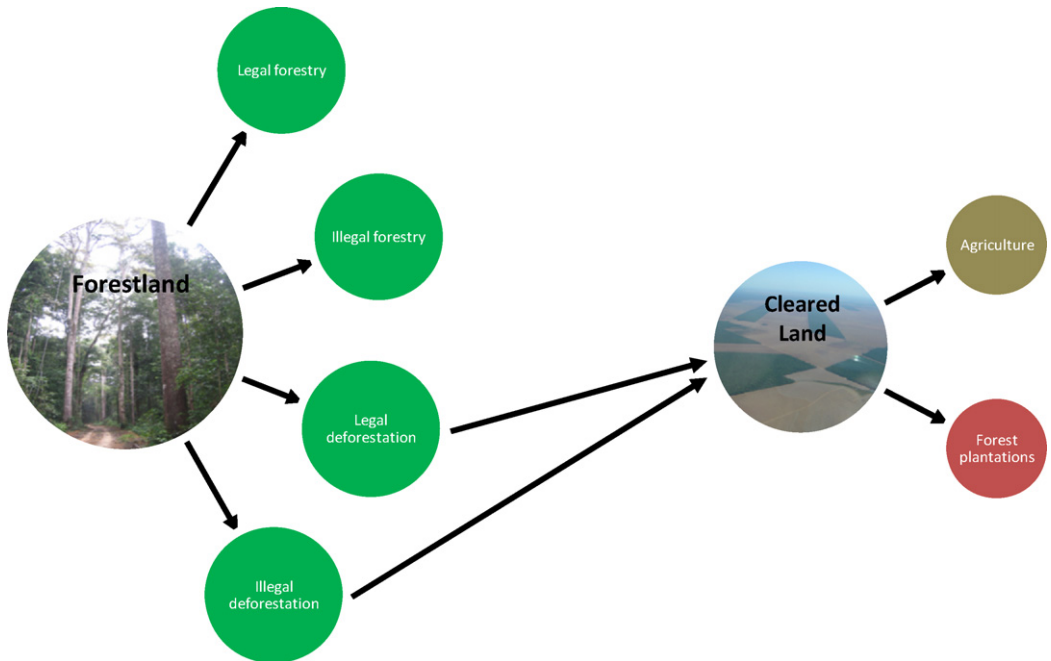 Legal forestry
Illegal forestry
Forestland
Legal
deforestation
Illegal
deforestation
Cleared
Land
Agriculture
Forest
plantations